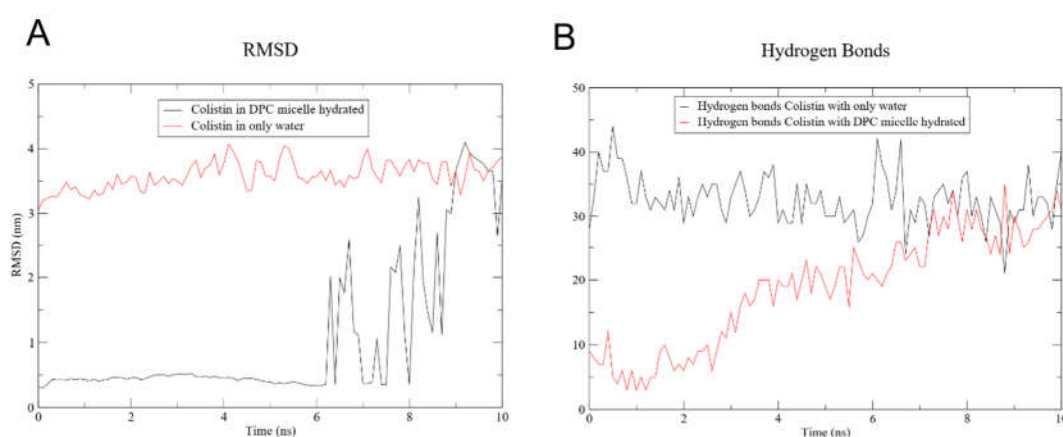 A
RMSD
5
4
3
2
1
0
RMSD (nm)
Colistin in DPC micelle hydrated
Colistin in only water
0
2
4
6
8
10
Time (ns)
B
Hydrogen Bonds
50
40
30
20
10
0
Hydrogen bonds Colistin with only water
Hydrogen bonds Colistin with DPC micelle hydrated
0
2
4
6
8
10
Time (ns)